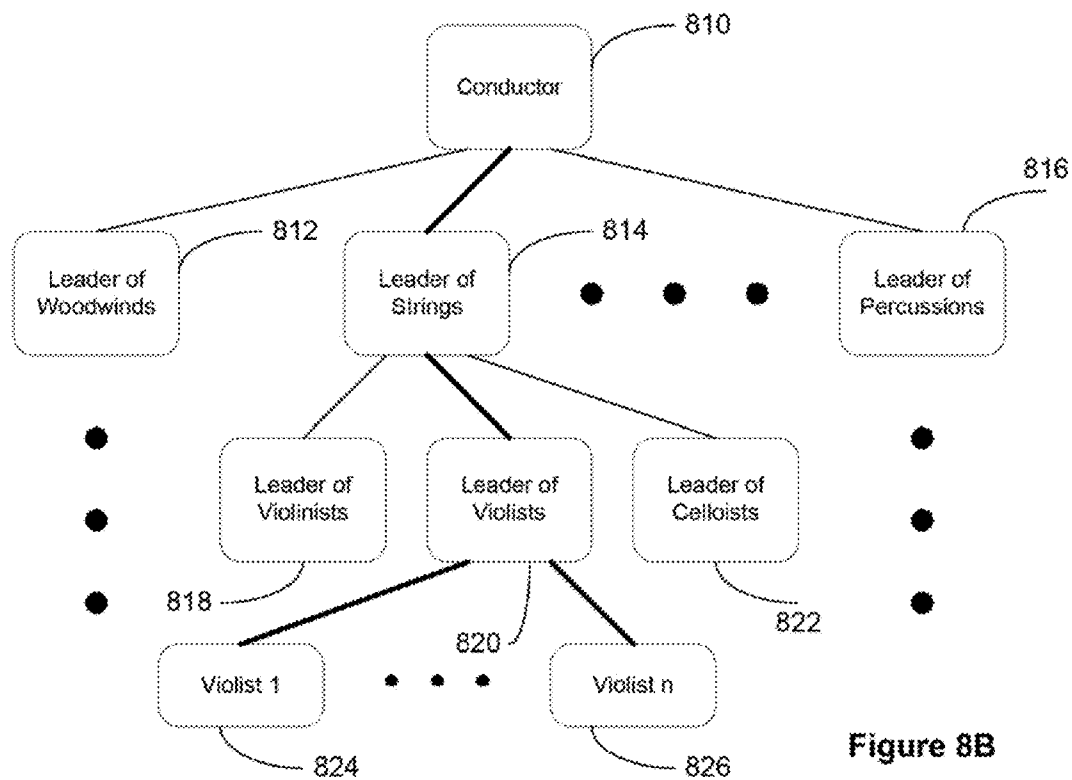 810
Conductor
816
812
814
Leader of
Woodwinds
Leader of
Strings
Leader of
Percussions
Leader of
Violinists
Leader of
Violists
Leader of
Celloists
818
820
822
Violist 1
Violist n
824
826
Figure 8B